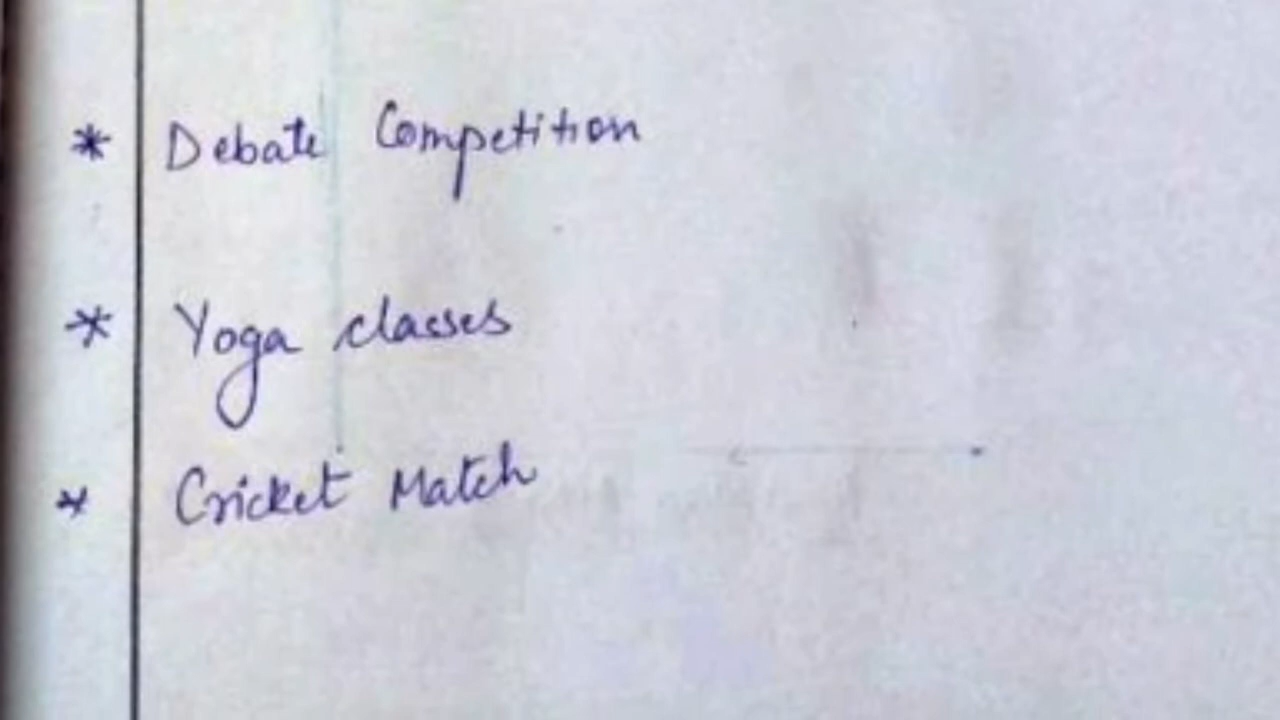 * Debate Competition
* Yoga classes
* Cricket Match